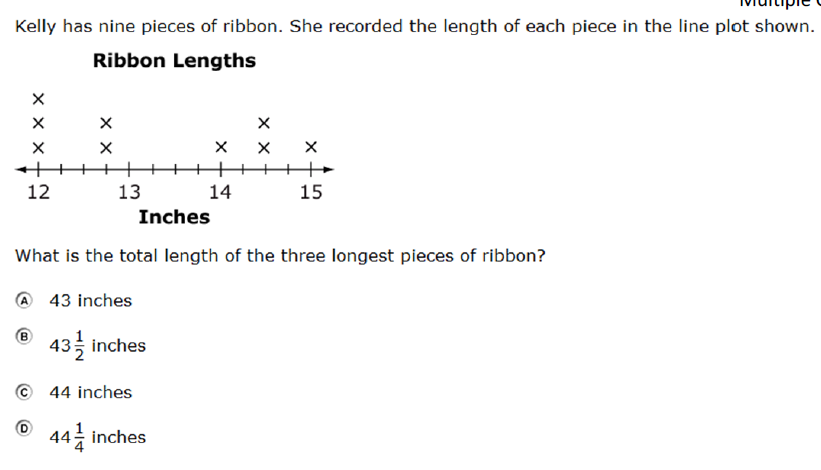 Kelly has nine pieces of ribbon. She recorded the length of each piece in the line plot shown.
Ribbon Lengths
12 13 14 15
Inches
What is the total length of the three longest pieces of ribbon?
A 43 inches
B 43 1/2 inches
C 44 inches
D 44 1/4 inches